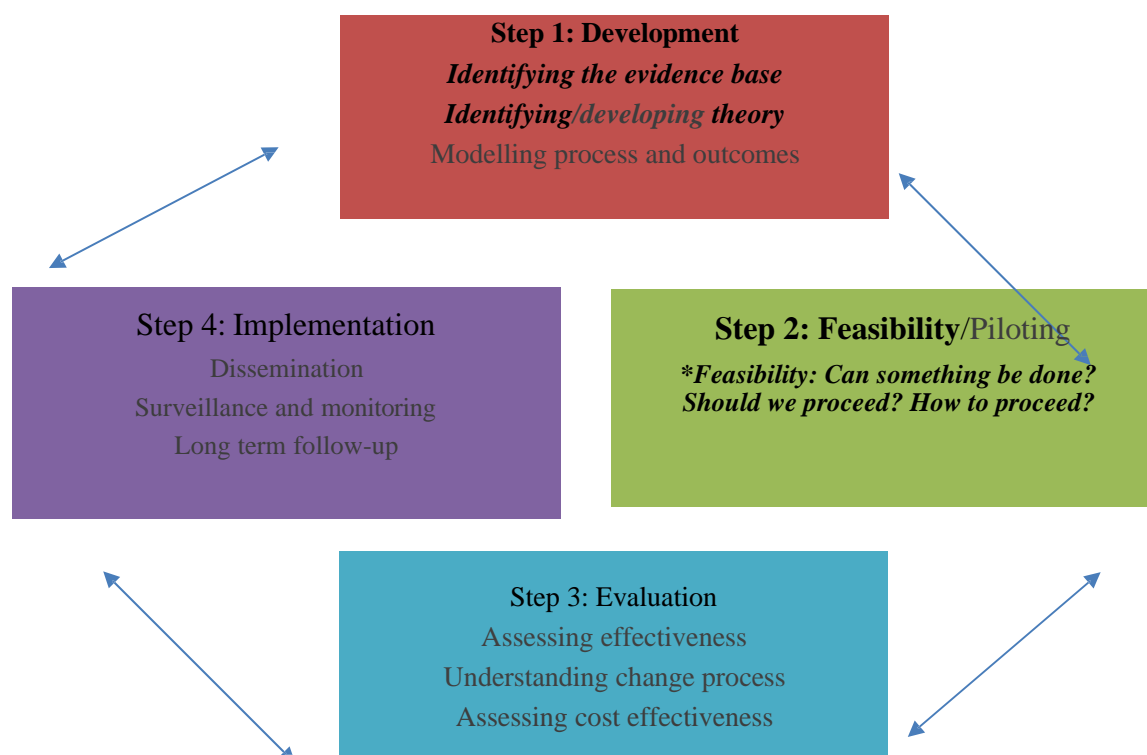 Step 1: Development
Identifying the evidence base
Identifying/developing theory
Modelling process and outcomes
Step 4: Implementation
Dissemination
Surveillance and monitoring
Long term follow-up
Step 2: Feasibility/Piloting
*Feasibility: Can something be done?
Should we proceed? How to proceed?
Step 3: Evaluation
Assessing effectiveness
Understanding change process
Assessing cost effectiveness